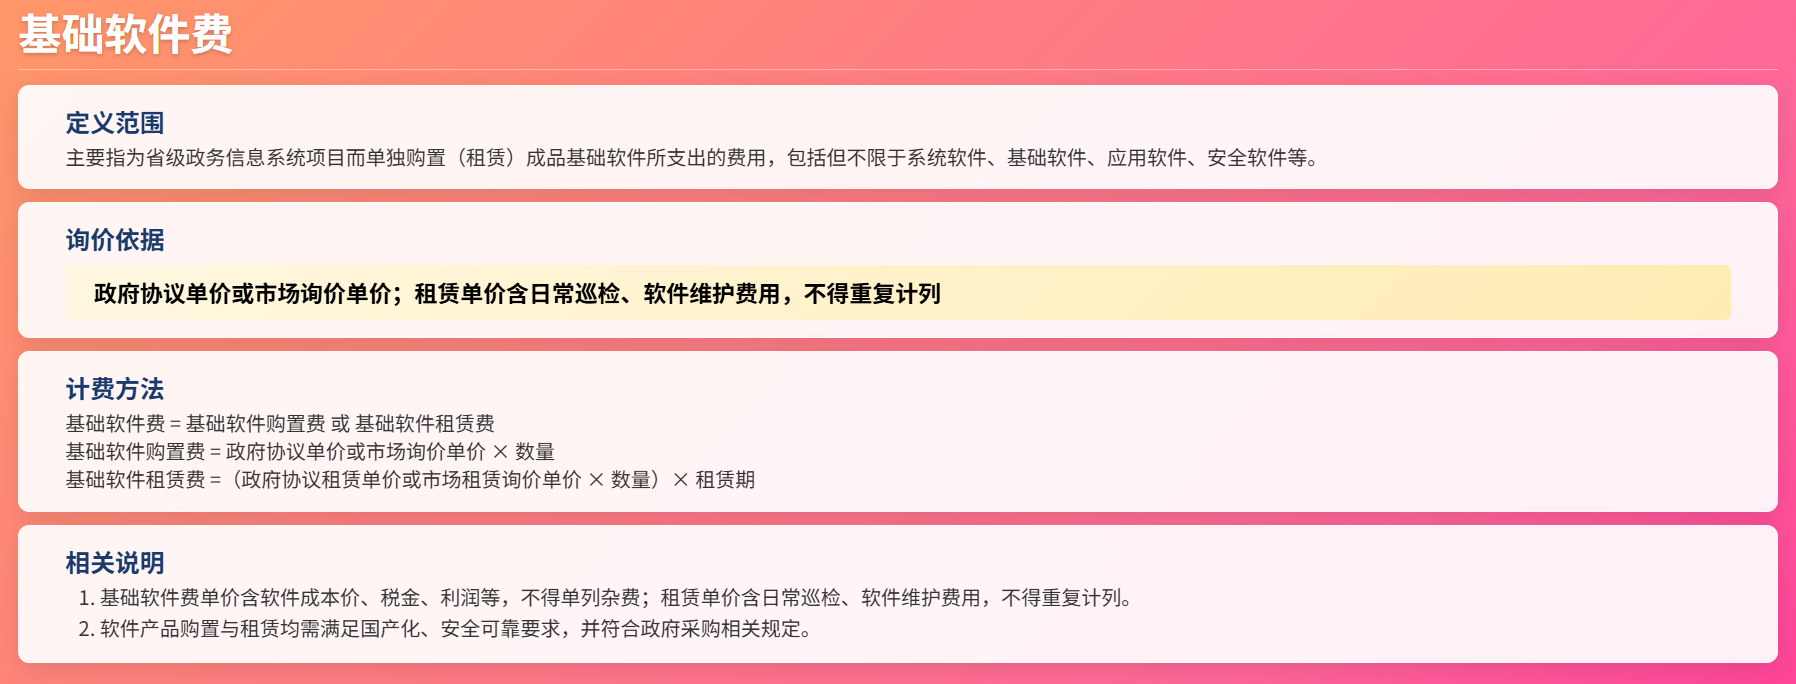 基础软件费
定义范围
主要指为省级政务信息系统项目而单独购置（租赁）成品基础软件所支出的费用，包括但不限于系统软件、基础软件、应用软件、安全软件等。
询价依据
政府协议单价或市场询价单价；租赁单价含日常巡检、软件维护费用，不得重复计列
计费方法
基础软件费 = 基础软件购置费 或 基础软件租赁费
基础软件购置费 = 政府协议单价或市场询价单价 × 数量
基础软件租赁费 =（政府协议租赁单价或市场租赁询价单价 × 数量）× 租赁期
相关说明
1. 基础软件费单价含软件成本价、税金、利润等，不得单列杂费；租赁单价含日常巡检、软件维护费用，不得重复计列。
2. 软件产品购置与租赁均需满足国产化、安全可靠要求，并符合政府采购相关规定。